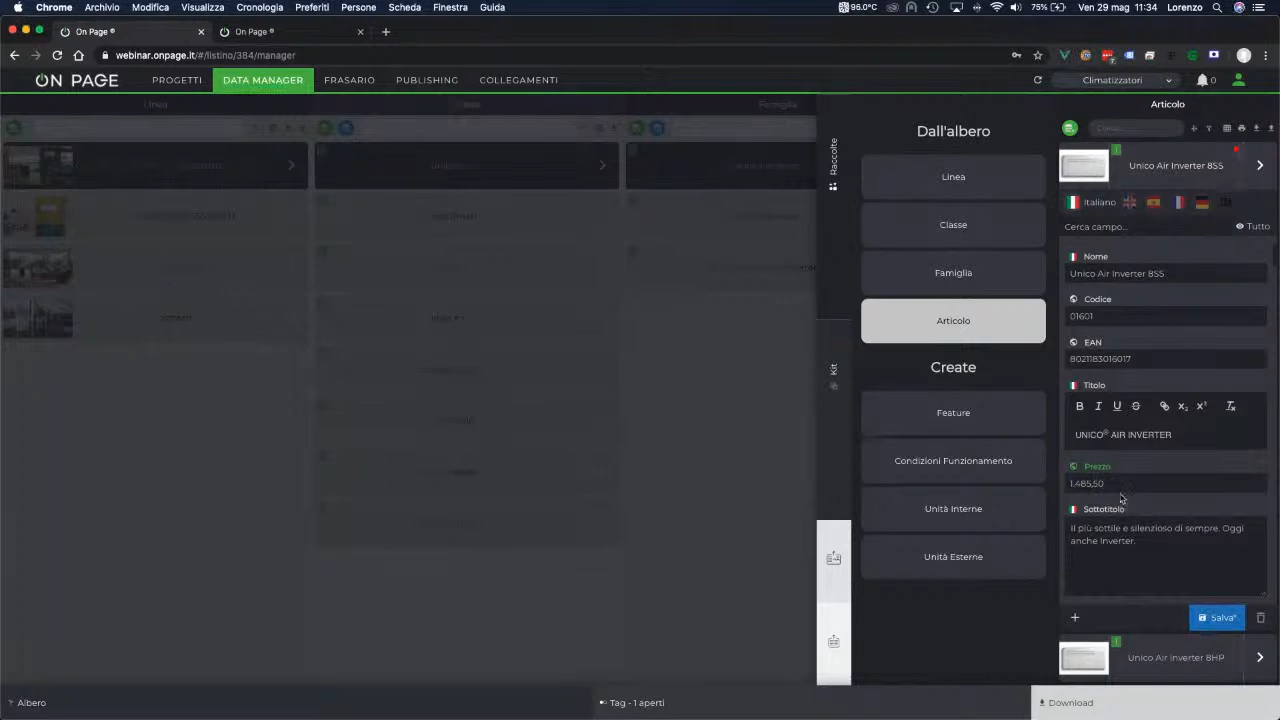 Chrome Archivio Modifica Visualizza Cronologia Preferiti Persone Scheda Finestra Guida 96.0°C 75% Ven 29 mag 11:34 Lorenzo
On Page ® × On Page ® × +
webinar.onpage.it/#/listino/384/manager
ON PAGE PROGETTI DATA MANAGER FRASARIO PUBLISHING COLLEGAMENTI Climatizzatori 0
Linea
Famiglia
Articolo
Raccolte
Kit
Dall'albero
Linea
Classe
Famiglia
Articolo
Create
Feature
Condizioni Funzionamento
Unità Interne
Unità Esterne
Unico Air Inverter 8SS
Italiano
Cerca campo... Tutto
Nome
Unico Air Inverter 8SS
Codice
01601
EAN
8021183016017
Titolo
B I U S
UNICO® AIR INVERTER
Prezzo
1.485,50
Sottotitolo
Il più sottile e silenzioso di sempre. Oggi
anche Inverter.
+ Salva*
Unico Air Inverter 8HP
Albero Tag - 1 aperti Download